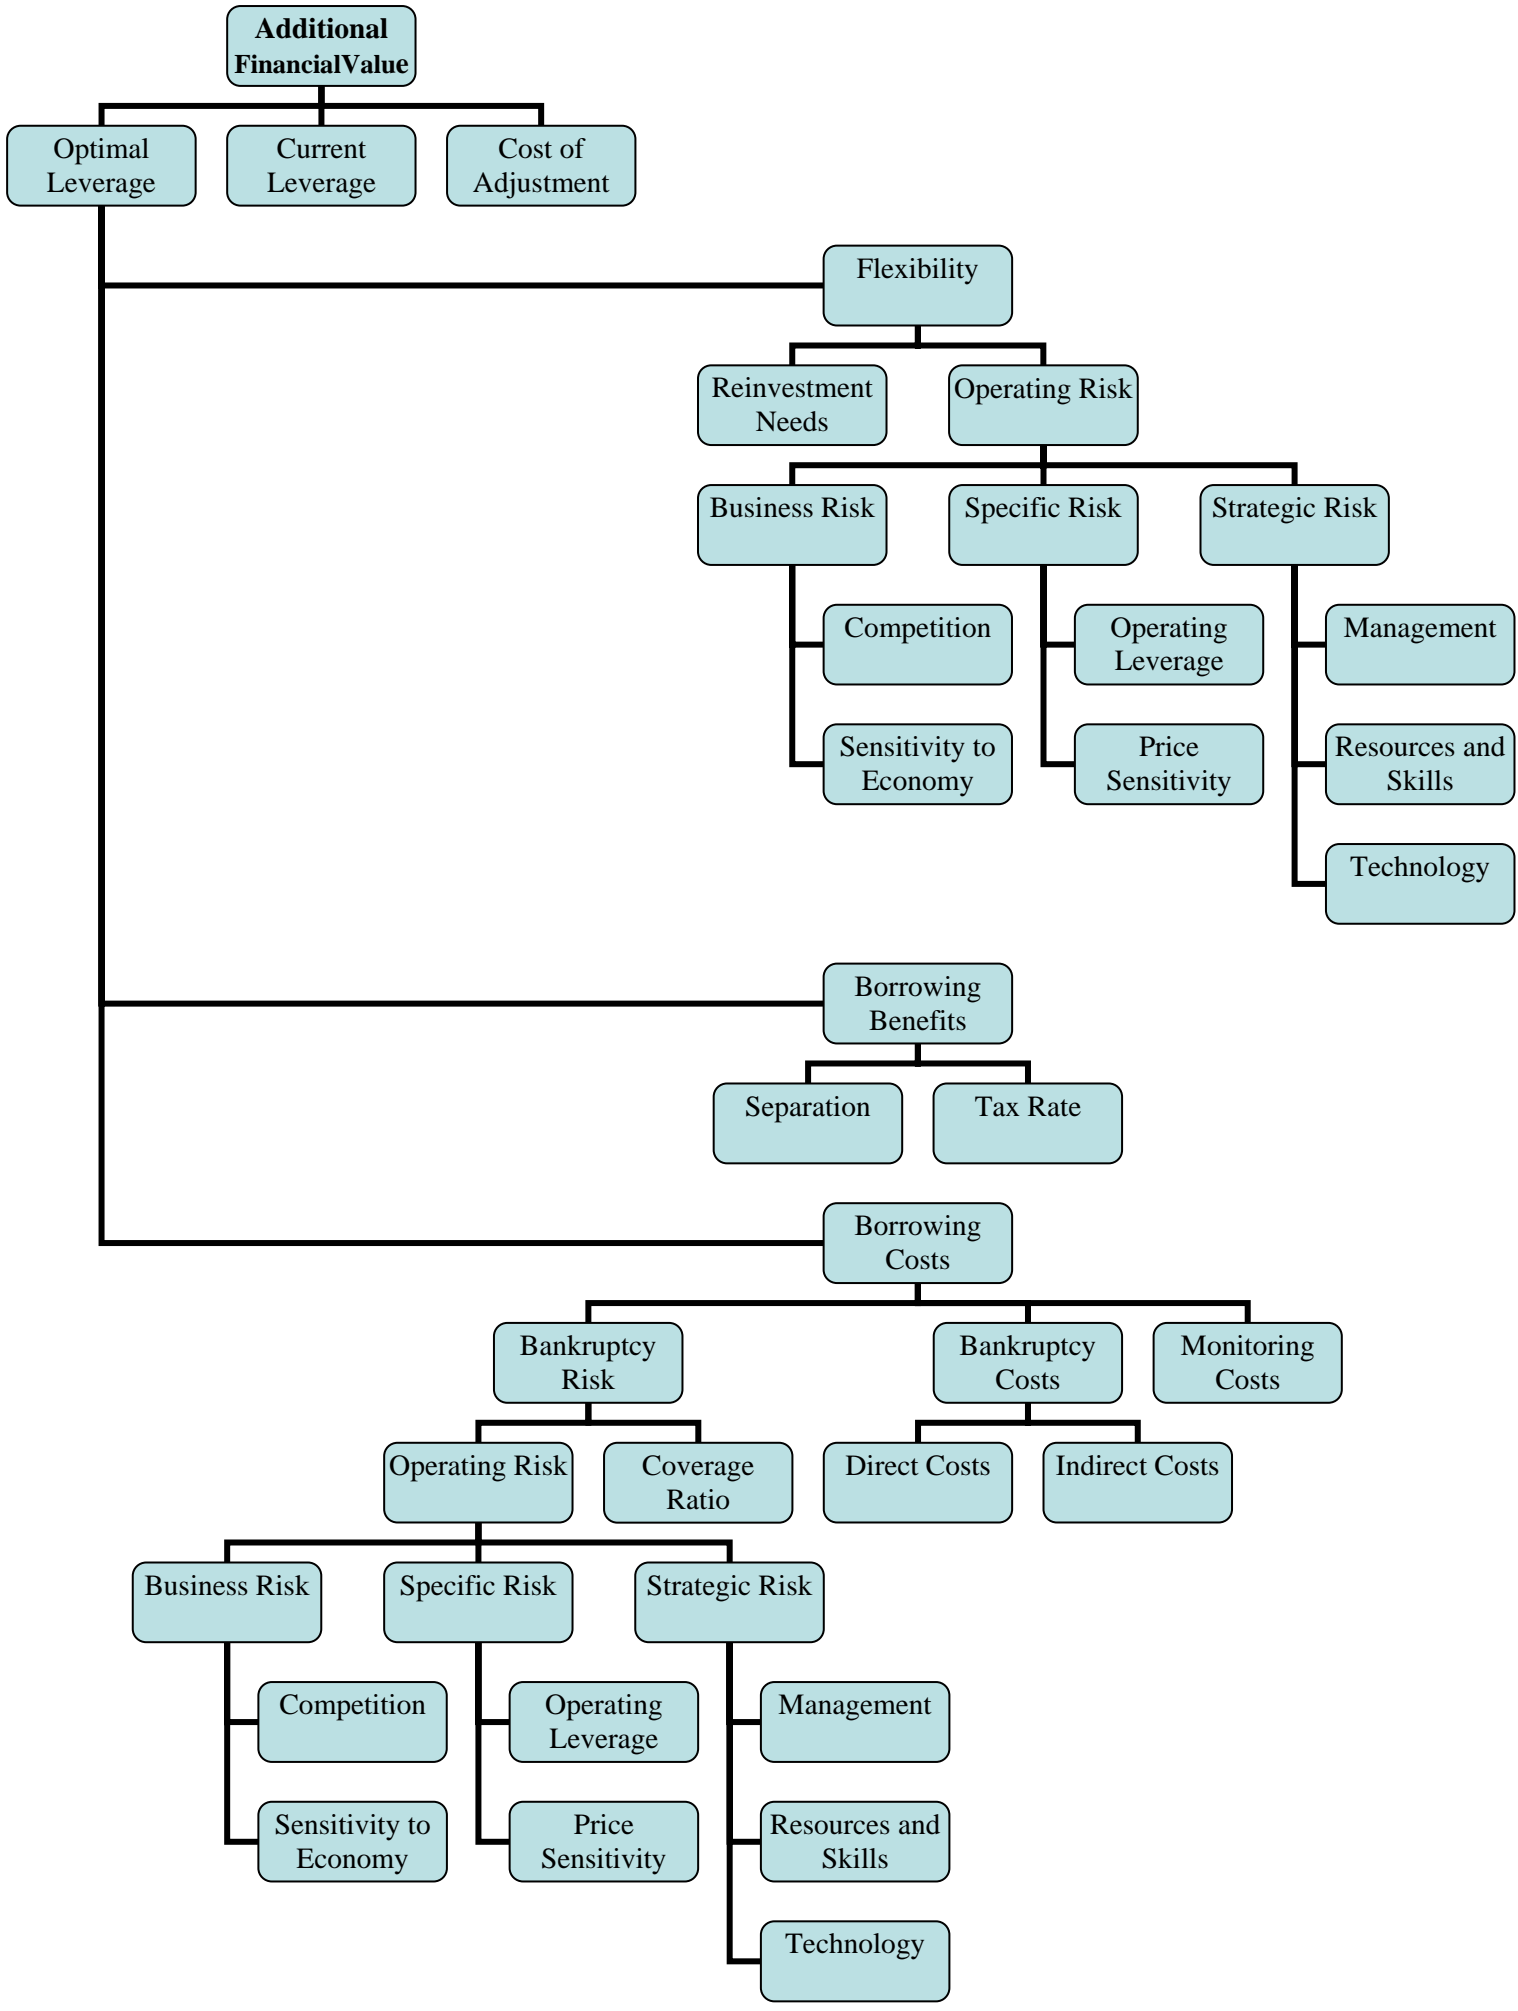 Additional
FinancialValue
Optimal
Leverage
Current
Leverage
Cost of
Adjustment
Flexibility
Reinvestment
Needs
Operating Risk
Business Risk
Specific Risk
Strategic Risk
Competition
Operating
Leverage
Management
Sensitivity to
Economy
Price
Sensitivity
Resources and
Skills
Technology
Borrowing
Benefits
Separation
Tax Rate
Borrowing
Costs
Bankruptcy
Risk
Bankruptcy
Costs
Monitoring
Costs
Operating Risk
Coverage
Ratio
Direct Costs
Indirect Costs
Business Risk
Specific Risk
Strategic Risk
Competition
Operating
Leverage
Management
Sensitivity to
Economy
Price
Sensitivity
Resources and
Skills
Technology